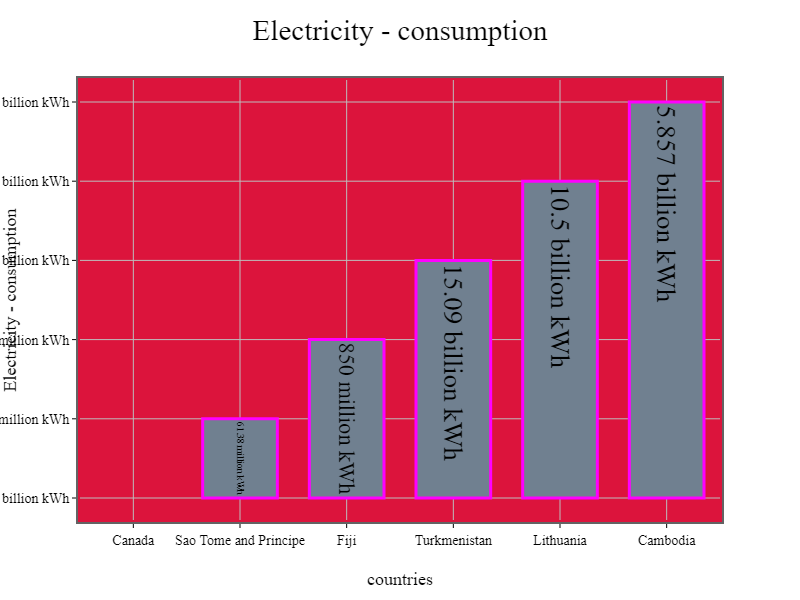 Electricity - consumption
Electricity - consumption
billion kWh
billion kWh
billion kWh
million kWh
million kWh
billion kWh
61.38 million kWh
850 million kWh
15.09 billion kWh
10.5 billion kWh
5.857 billion kWh
Canada
Sao Tome and Principe
Fiji
Turkmenistan
Lithuania
Cambodia
countries